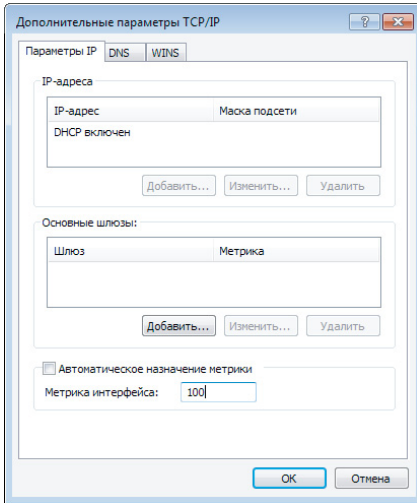 Дополнительные параметры TCP/IP
Параметры IP DNS WINS
IP-адреса
IP-адрес Маска подсети
DHCP включен
Добавить... Изменить... Удалить
Основные шлюзы:
Шлюз Метрика
Добавить... Изменить... Удалить
Автоматическое назначение метрики
Метрика интерфейса: 100
OK Отмена